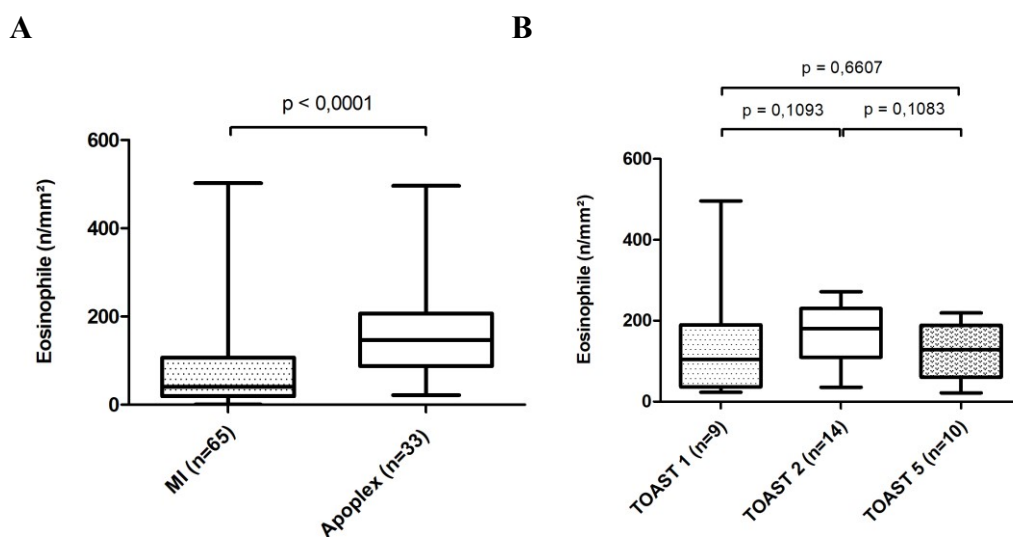 A
p < 0,0001
Eosinophile (n/mm²)
600
400
200
0
MI (n=65)
Apoplex (n=33)
B
p = 0,6607
p = 0,1093
p = 0,1083
Eosinophile (n/mm²)
600
400
200
0
TOAST 1 (n=9)
TOAST 2 (n=14)
TOAST 5 (n=10)